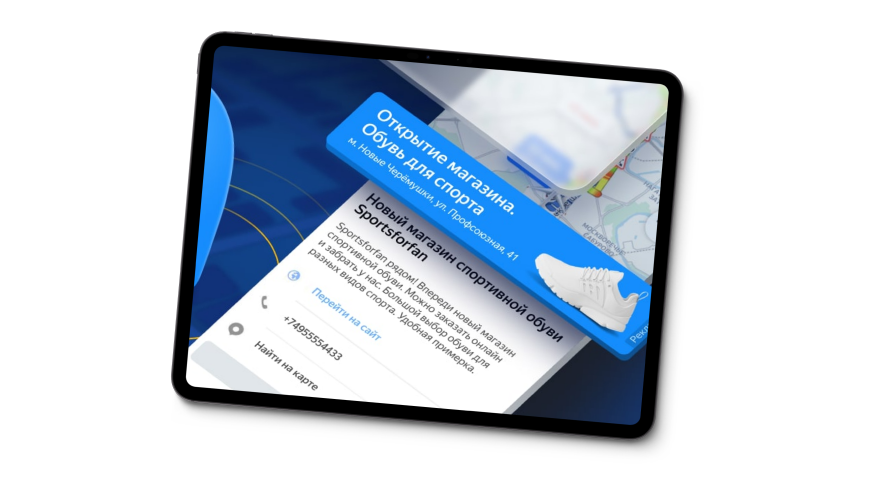 Открытие магазина.
Обувь для спорта
м. Новые Черёмушки, ул. Профсоюзная, 41
Новый магазин спортивной обуви
Sportsforfan
Sportsforfan рядом! Впереди новый магазин
спортивной обуви. Можно заказать онлайн
и забрать у нас. Большой выбор обуви для
разных видов спорта. Удобная примерка.
Перейти на сайт
+74955554433
Найти на карте